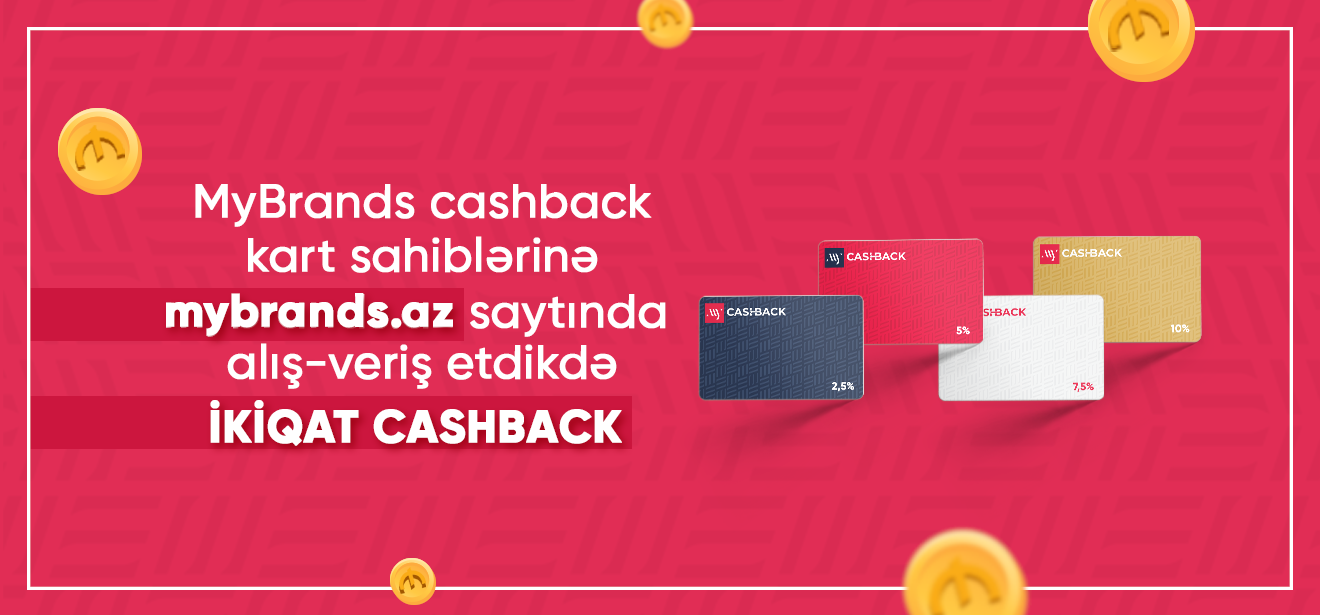 MyBrands cashback
kart sahiblərinə
mybrands.az saytında
alış-veriş etdikdə
İKİQAT CASHBACK
CASHBACK
2,5%
CASHBACK
5%
SHBACK
7,5%
CASHBACK
10%